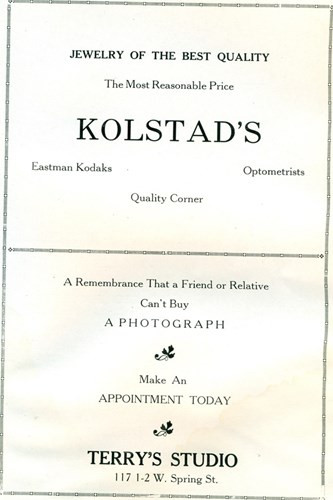 JEWELRY OF THE BEST QUALITY
The Most Reasonable Price
KOLSTAD'S
Eastman Kodaks Optometrists
Quality Corner
A Remembrance That a Friend or Relative
Can't Buy
A PHOTOGRAPH
Make An
APPOINTMENT TODAY
TERRY'S STUDIO
117 1-2 W. Spring St.